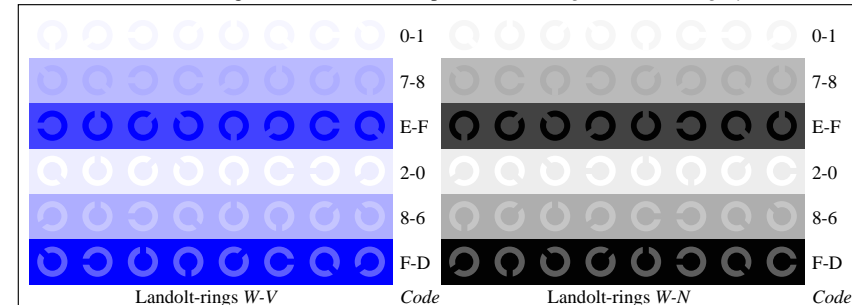 0-1 0-1
7-8 7-8
E-F E-F
2-0 2-0
8-6 8-6
F-D F-D
Landolt-rings W-V Code Landolt-rings W-N Code